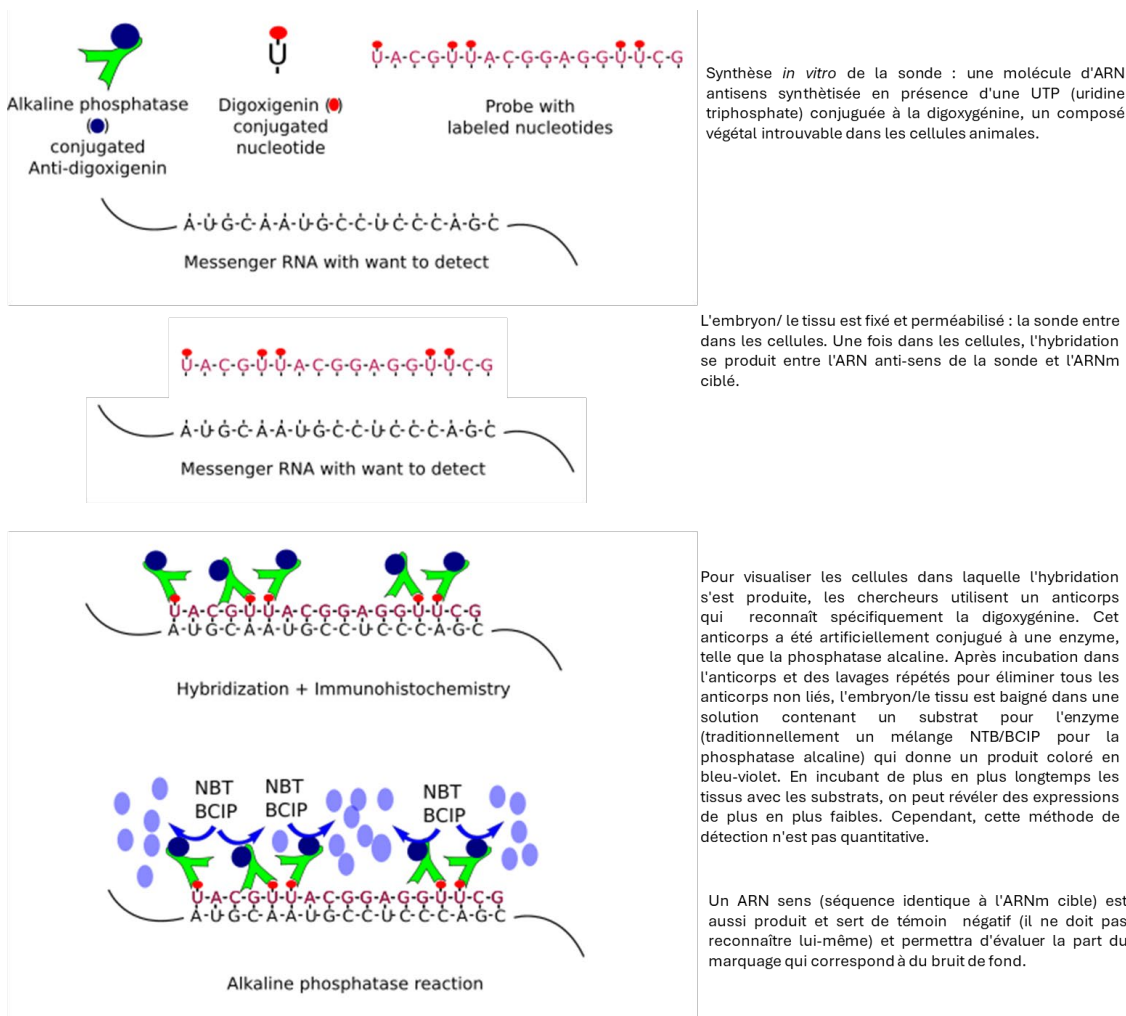 Alkaline phosphatase
()
conjugated
Anti-digoxigenin
U
Digoxigenin ()
conjugated
nucleotide
U-A-C-G-U-U-A-C-G-G-A-G-G-U-U-C-G
Probe with
labeled nucleotides
A-U-G-C-A-A-U-G-C-C-U-C-C-C-A-G-C
Messenger RNA with want to detect
Synthèse in vitro de la sonde : une molécule d'ARN
antisens synthètisée en présence d'une UTP (uridine
triphosphate) conjuguée à la digoxygénine, un composé
végétal introuvable dans les cellules animales.
U-A-C-G-U-U-A-C-G-G-A-G-G-U-U-C-G
A-U-G-C-A-A-U-G-C-C-U-C-C-C-A-G-C
Messenger RNA with want to detect
L'embryon/ le tissu est fixé et perméabilisé : la sonde entre
dans les cellules. Une fois dans les cellules, l'hybridation
se produit entre l'ARN anti-sens de la sonde et l'ARNm
ciblé.
U-A-C-G-U-U-A-C-G-G-A-G-G-U-U-C-G
A-U-G-C-A-A-U-G-C-C-U-C-C-C-A-G-C
Hybridization + Immunohistochemistry
NBT
BCIP
NBT
BCIP
NBT
BCIP
U-A-C-G-U-U-A-C-G-G-A-G-G-U-U-C-G
A-U-G-C-A-A-U-G-C-C-U-C-C-C-A-G-C
Alkaline phosphatase reaction
Pour visualiser les cellules dans laquelle l'hybridation
s'est produite, les chercheurs utilisent un anticorps
qui reconnaît spécifiquement la digoxygénine. Cet
anticorps a été artificiellement conjugué à une enzyme,
telle que la phosphatase alcaline. Après incubation dans
l'anticorps et des lavages répétés pour éliminer tous les
anticorps non liés, l'embryon/le tissu est baigné dans une
solution contenant un substrat pour l'enzyme
(traditionnellement un mélange NTB/BCIP pour la
phosphatase alcaline) qui donne un produit coloré en
bleu-violet. En incubant de plus en plus longtemps les
tissus avec les substrats, on peut révéler des expressions
de plus en plus faibles. Cependant, cette méthode de
détection n'est pas quantitative.
Un ARN sens (séquence identique à l'ARNm cible) est
aussi produit et sert de témoin négatif (il ne doit pas
reconnaître lui-même) et permettra d'évaluer la part du
marquage qui correspond à du bruit de fond.